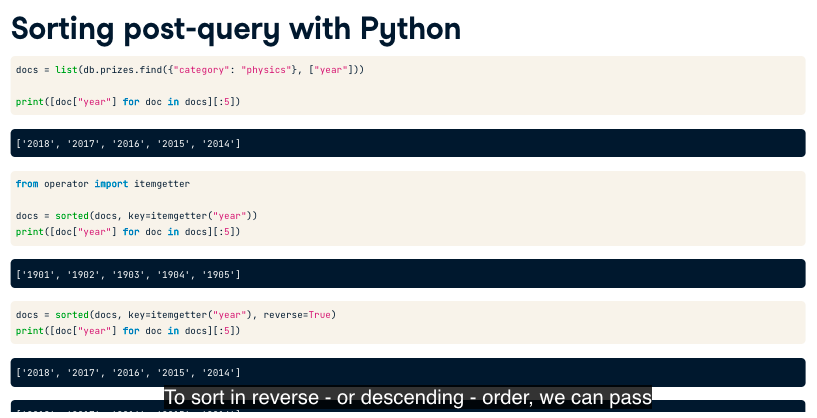 Sorting post-query with Python
docs = list(db.prizes.find({"category": "physics"}, ["year"]))
print([doc["year"] for doc in docs][:5])
['2018', '2017', '2016', '2015', '2014']
from operator import itemgetter
docs = sorted(docs, key=itemgetter("year"))
print([doc["year"] for doc in docs][:5])
['1901', '1902', '1903', '1904', '1905']
docs = sorted(docs, key=itemgetter("year"), reverse=True)
print([doc["year"] for doc in docs][:5])
['2018', '2017', '2016', '2015', '2014']
To sort in reverse - or descending - order, we can pass